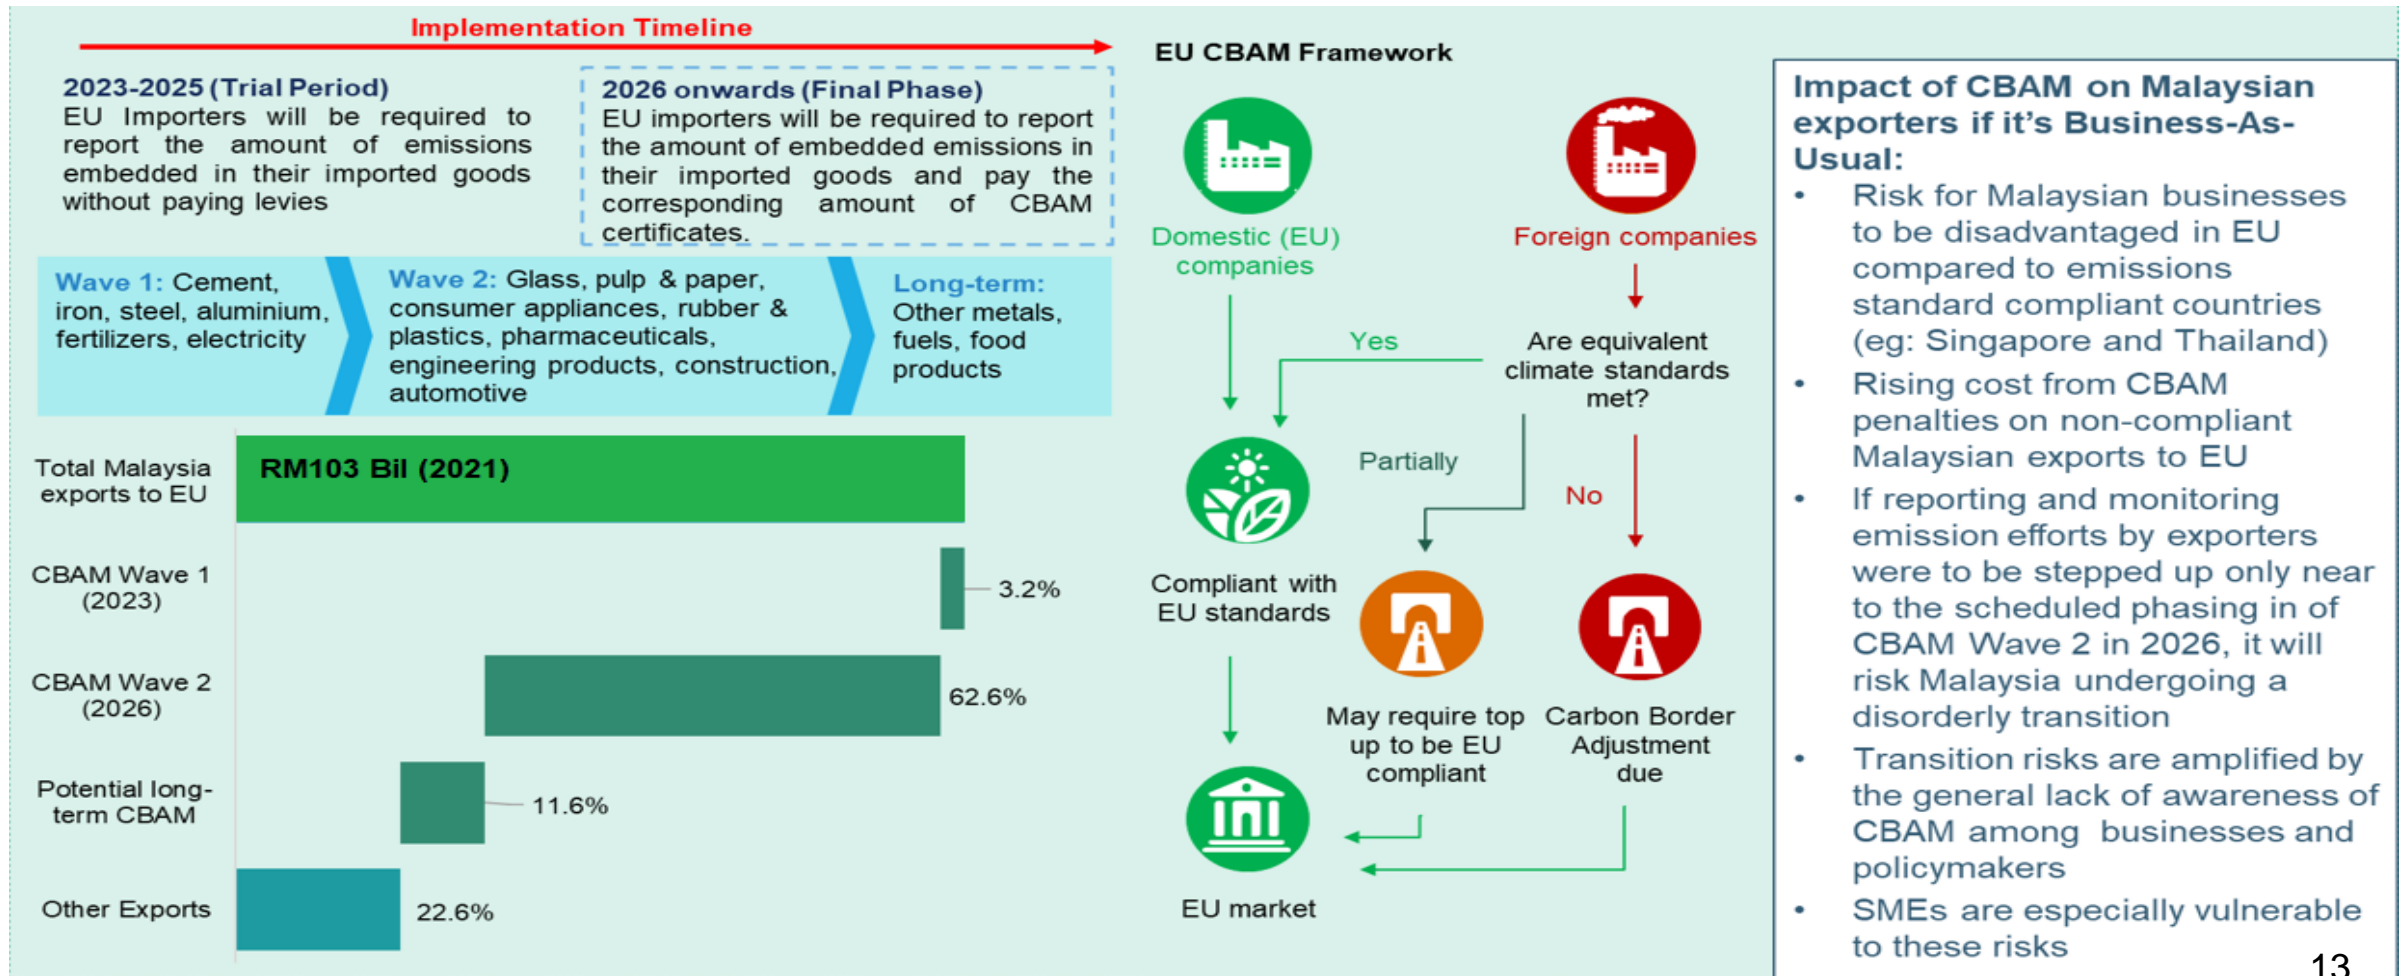 Implementation Timeline
2023-2025 (Trial Period)
EU Importers will be required to
report the amount of emissions
embedded in their imported goods
without paying levies
2026 onwards (Final Phase)
EU importers will be required to report
the amount of embedded emissions in
their imported goods and pay the
corresponding amount of CBAM
certificates.
Wave 1: Cement,
iron, steel, aluminium,
fertilizers, electricity
Wave 2: Glass, pulp & paper,
consumer appliances, rubber &
plastics, pharmaceuticals,
engineering products, construction,
automotive
Long-term:
Other metals,
fuels, food
products
Total Malaysia
exports to EU
RM103 Bil (2021)
CBAM Wave 1
(2023)
3.2%
CBAM Wave 2
(2026)
62.6%
Potential long-
term CBAM
11.6%
Other Exports
22.6%
EU CBAM Framework
Domestic (EU)
companies
Foreign companies
Are equivalent
climate standards
met?
Yes
Partially
No
Compliant with
EU standards
May require top
up to be EU
compliant
Carbon Border
Adjustment
due
EU market
Impact of CBAM on Malaysian
exporters if it's Business-As-
Usual:
• Risk for Malaysian businesses
to be disadvantaged in EU
compared to emissions
standard compliant countries
(eg: Singapore and Thailand)
• Rising cost from CBAM
penalties on non-compliant
Malaysian exports to EU
• If reporting and monitoring
emission efforts by exporters
were to be stepped up only near
to the scheduled phasing in of
CBAM Wave 2 in 2026, it will
risk Malaysia undergoing a
disorderly transition
• Transition risks are amplified by
the general lack of awareness of
CBAM among businesses and
policymakers
• SMEs are especially vulnerable
to these risks
13